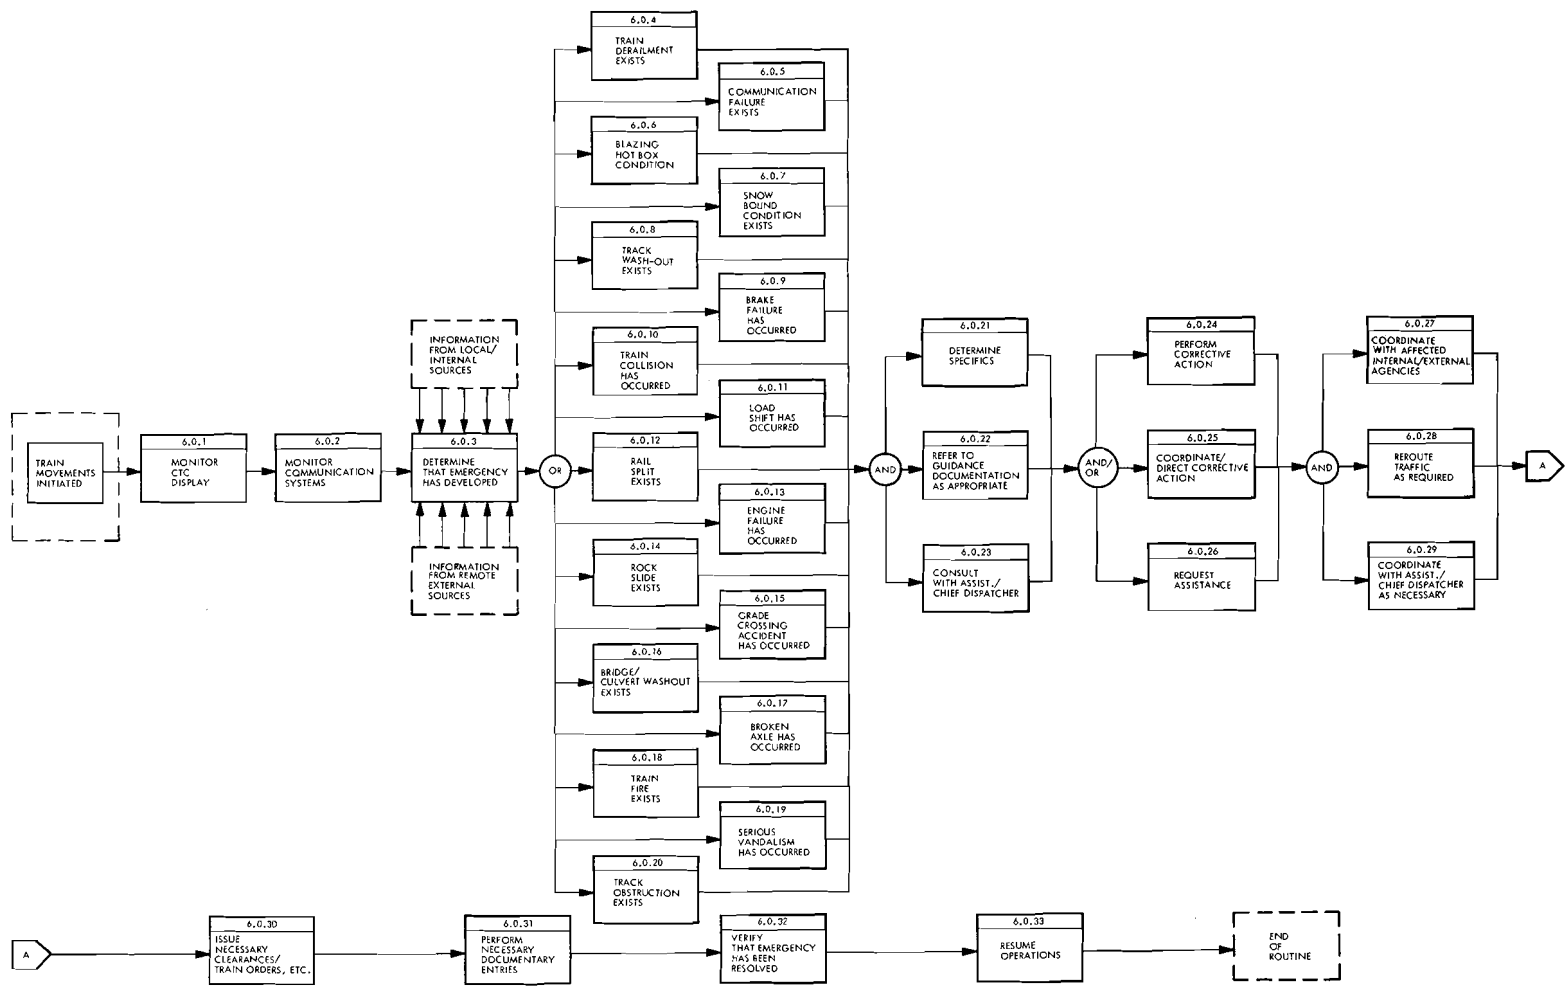 TRAIN
MOVEMENTS
INITIATED
6.0.1
MONITOR
CTC
DISPLAY
6.0.2
MONITOR
COMMUNICATION
SYSTEMS
INFORMATION
FROM LOCAL/
INTERNAL
SOURCES
6.0.3
DETERMINE
THAT EMERGENCY
HAS DEVELOPED
INFORMATION
FROM REMOTE
EXTERNAL
SOURCES
OR
6.0.4
TRAIN
DERAILMENT
EXISTS
6.0.5
COMMUNICATION
FAILURE
EXISTS
6.0.6
BLAZING
HOT BOX
CONDITION
6.0.7
SNOW
BOUND
CONDITION
EXISTS
6.0.8
TRACK
WASH-OUT
EXISTS
6.0.9
BRAKE
FAILURE
HAS
OCCURRED
6.0.10
TRAIN
COLLISION
HAS
OCCURRED
6.0.11
LOAD
SHIFT HAS
OCCURRED
6.0.12
RAIL
SPLIT
EXISTS
6.0.13
ENGINE
FAILURE
HAS
OCCURRED
6.0.14
ROCK
SLIDE
EXISTS
6.0.15
GRADE
CROSSING
ACCIDENT
HAS OCCURRED
6.0.16
BRIDGE/
CULVERT WASHOUT
EXISTS
6.0.17
BROKEN
AXLE HAS
OCCURRED
6.0.18
TRAIN
FIRE
EXISTS
6.0.19
SERIOUS
VANDALISM
HAS OCCURRED
6.0.20
TRACK
OBSTRUCTION
EXISTS
AND
6.0.21
DETERMINE
SPECIFICS
6.0.22
REFER TO
GUIDANCE
DOCUMENTATION
AS APPROPRIATE
6.0.23
CONSULT
WITH ASSIST./
CHIEF DISPATCHER
AND/
OR
6.0.24
PERFORM
CORRECTIVE
ACTION
6.0.25
COORDINATE/
DIRECT CORRECTIVE
ACTION
6.0.26
REQUEST
ASSISTANCE
AND
6.0.27
COORDINATE
WITH AFFECTED
INTERNAL/EXTERNAL
AGENCIES
6.0.28
REROUTE
TRAFFIC
AS REQUIRED
6.0.29
COORDINATE
WITH ASSIST./
CHIEF DISPATCHER
AS NECESSARY
A
A
6.0.30
ISSUE
NECESSARY
CLEARANCES/
TRAIN ORDERS, ETC.
6.0.31
PERFORM
NECESSARY
DOCUMENTARY
ENTRIES
6.0.32
VERIFY
THAT EMERGENCY
HAS BEEN
RESOLVED
6.0.33
RESUME
OPERATIONS
END
OF
ROUTINE